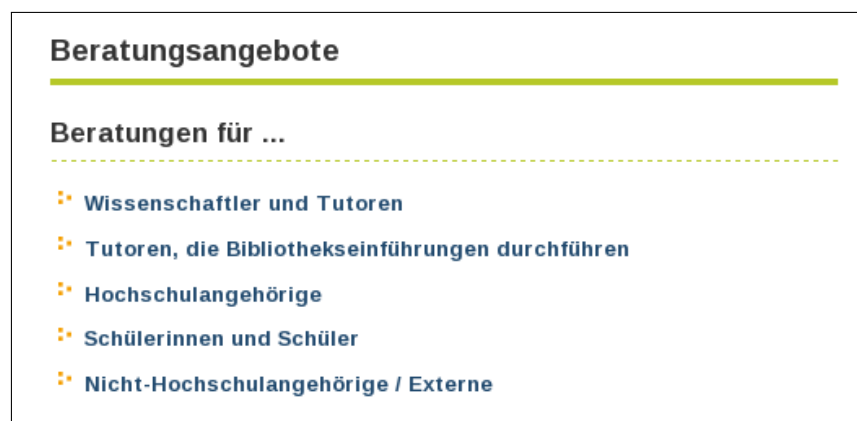 Beratungsangebote
Beratungen für ...
Wissenschaftler und Tutoren
Tutoren, die Bibliothekseinführungen durchführen
Hochschulangehörige
Schülerinnen und Schüler
Nicht-Hochschulangehörige / Externe